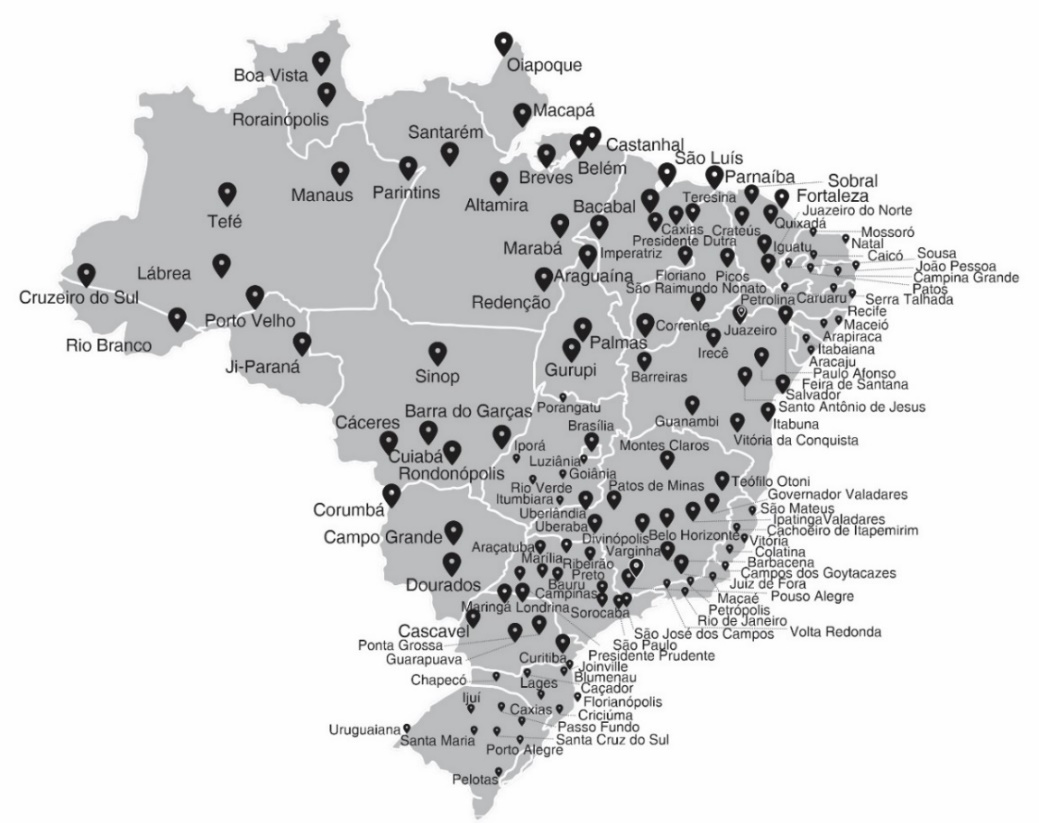 Oiapoque
Boa Vista
Macapá
Rorainópolis
Santarém
Castanhal
São Luís
Belém
Parnaíba
Breves
Sobral
Manaus
Parintins
Altamira
Teresina
Fortaleza
Bacabal
Juazeiro do Norte
Tefé
Quixadá
Caxias
Crateús
Mossoró
Presidente Dutra
Natal
Marabá
Iguatu
Imperatriz
Caicó
Sousa
João Pessoa
Lábrea
Araguaína
Floriano
Picos
Campina Grande
São Raimundo Nonato
Patos
Cruzeiro do Sul
Redenção
Petrolina
Caruaru
Serra Talhada
Recife
Porto Velho
Corrente
Juazeiro
Maceió
Arapiraca
Rio Branco
Palmas
Itabaiana
Irecê
Aracaju
Ji-Paraná
Gurupi
Paulo Afonso
Sinop
Barreiras
Feira de Santana
Salvador
Porangatu
Santo Antônio de Jesus
Cáceres
Barra do Garças
Guanambi
Itabuna
Brasília
Vitória da Conquista
Iporá
Montes Claros
Cuiabá
Luziânia
Rondonópolis
Goiânia
Rio Verde
Patos de Minas
Teófilo Otoni
Itumbiara
Governador Valadares
Corumbá
Uberlândia
São Mateus
Uberaba
IpatingaValadares
Campo Grande
Divinópolis
Belo Horizonte
Cachoeiro de Itapemirim
Vitória
Araçatuba
Varginha
Colatina
Marília
Ribeirão
Preto
Barbacena
Dourados
Bauru
Campos dos Goytacazes
Juiz de Fora
Campinas
Pouso Alegre
Macaé
Maringá
Londrina
Sorocaba
Petrópolis
Rio de Janeiro
Cascavel
São José dos Campos
Volta Redonda
Ponta Grossa
São Paulo
Guarapuava
Curitiba
Presidente Prudente
Joinville
Chapecó
Blumenau
Lages
Caçador
Ijuí
Florianópolis
Caxias
Criciúma
Passo Fundo
Uruguaiana
Santa Maria
Santa Cruz do Sul
Porto Alegre
Pelotas